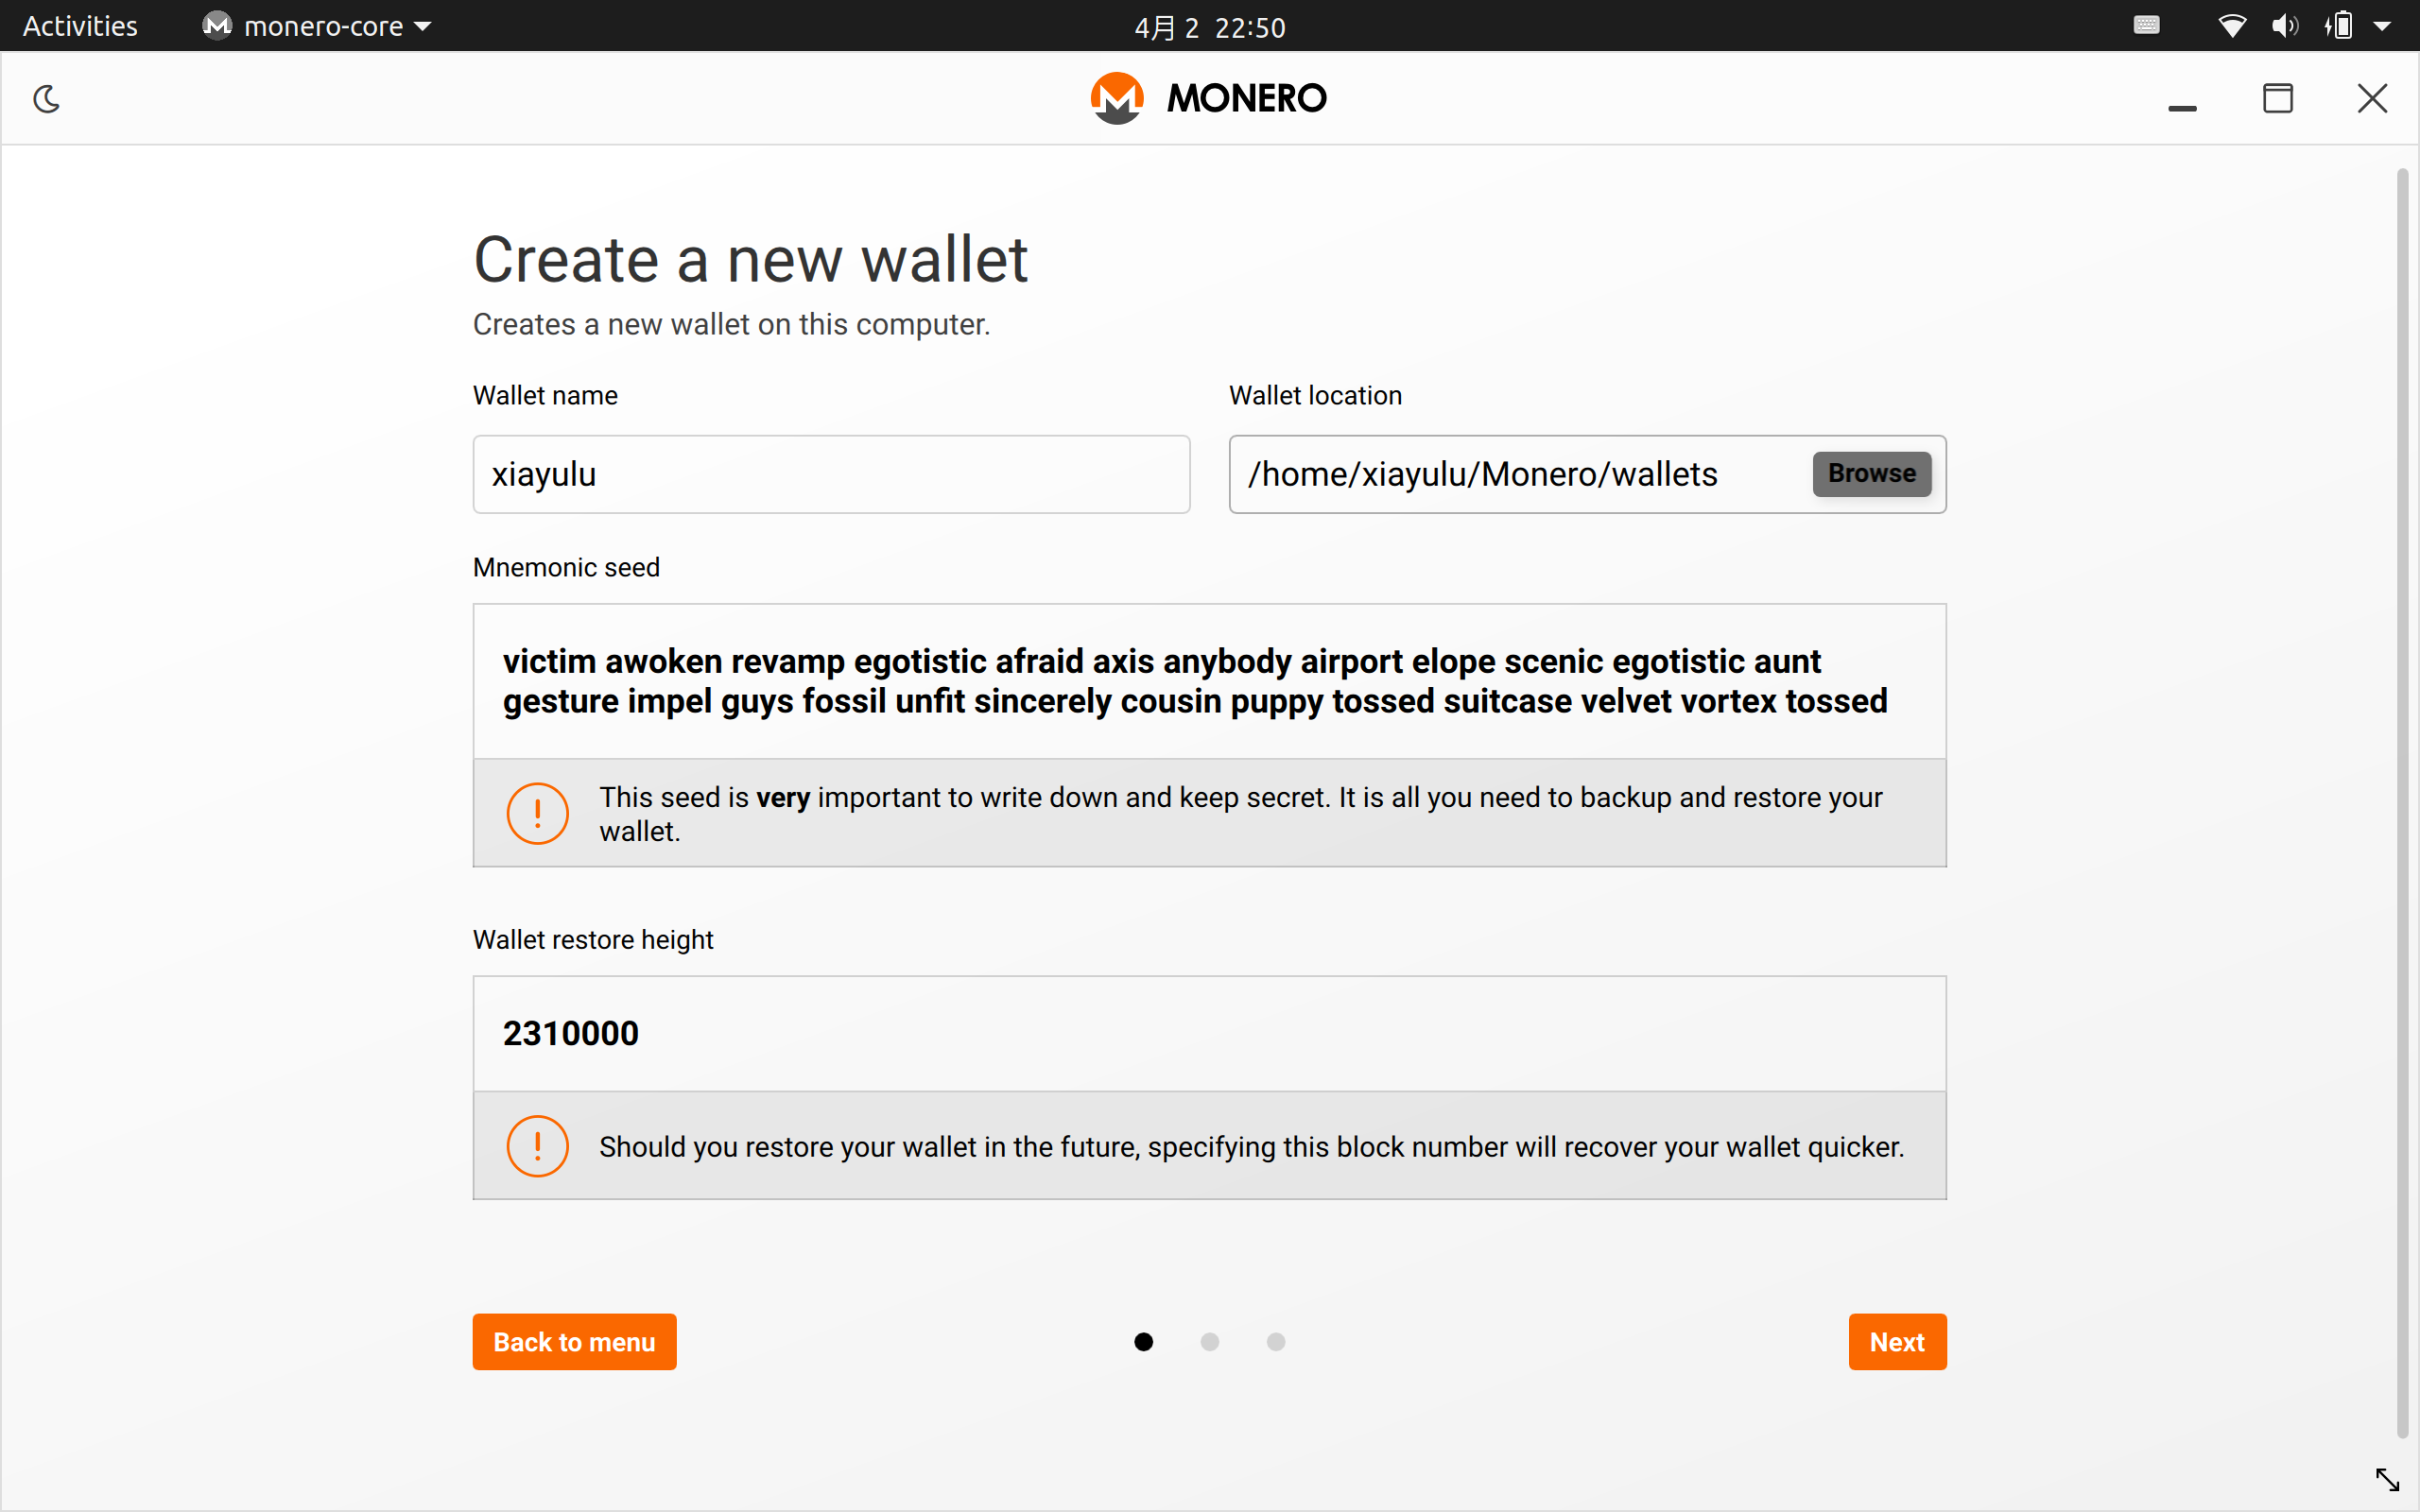 Activities monero-core 4月 2 22:50
MONERO
Create a new wallet
Creates a new wallet on this computer.
Wallet name
Wallet location
xiayulu
/home/xiayulu/Monero/wallets
Browse
Mnemonic seed
victim awoken revamp egotistic afraid axis anybody airport elope scenic egotistic aunt
gesture impel guys fossil unfit sincerely cousin puppy tossed suitcase velvet vortex tossed
This seed is very important to write down and keep secret. It is all you need to backup and restore your
wallet.
Wallet restore height
2310000
Should you restore your wallet in the future, specifying this block number will recover your wallet quicker.
Back to menu
Next